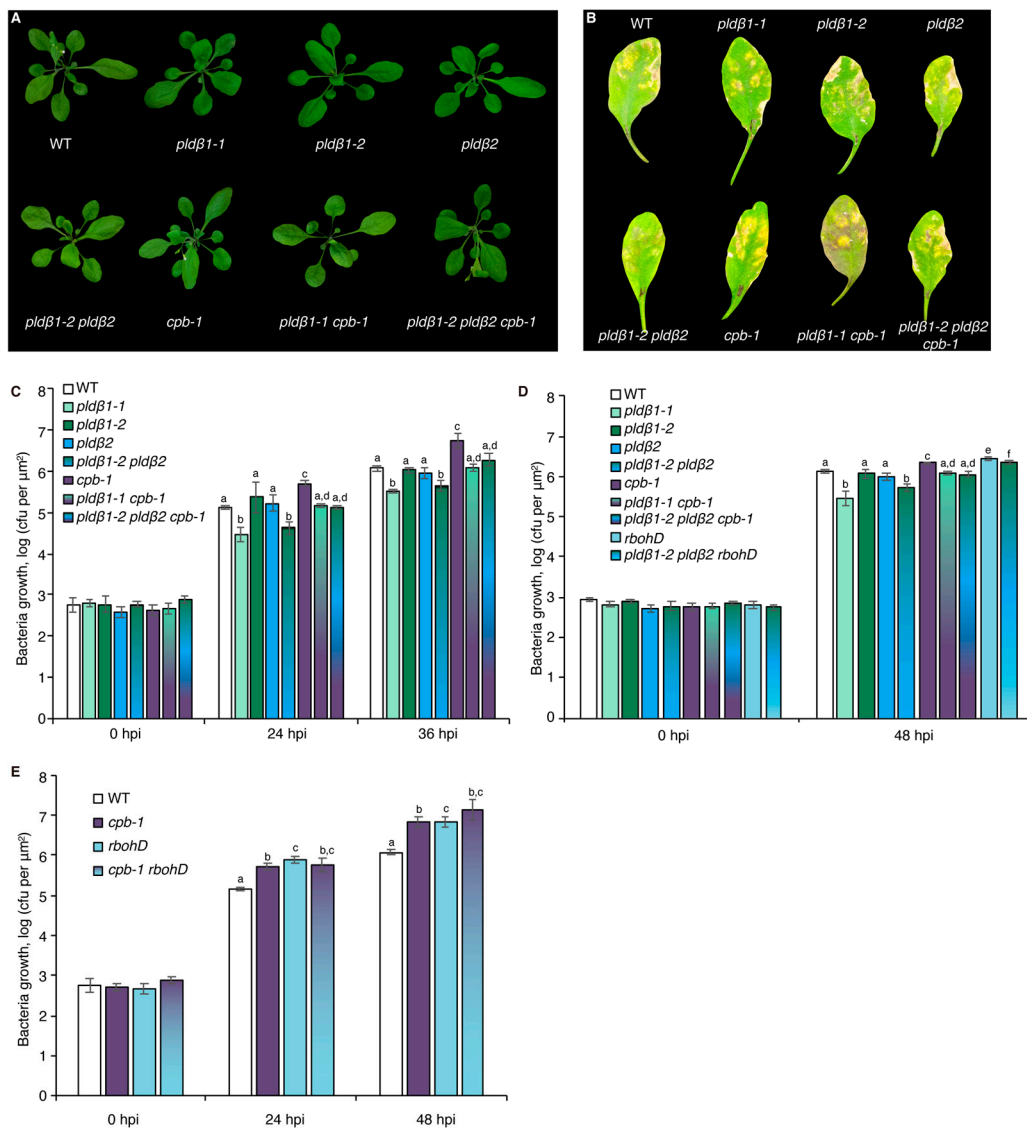 A
WT
pldβ1-1
pldβ1-2
pldβ2
pldβ1-2 pldβ2
cpb-1
pldβ1-1 cpb-1
pldβ1-2 pldβ2 cpb-1
B
WT
pldβ1-1
pldβ1-2
pldβ2
pldβ1-2 pldβ2
cpb-1
pldβ1-1 cpb-1
pldβ1-2 pldβ2
cpb-1
C
Bacteria growth, log (cfu per µm²)
8
7
6
5
4
3
2
1
0
WT
pldβ1-1
pldβ1-2
pldβ2
pldβ1-2 pldβ2
cpb-1
pldβ1-1 cpb-1
pldβ1-2 pldβ2 cpb-1
a
b
a
a
b
c
a,d
a,d
a
b
a
a
b
c
a,d
a,d
0 hpi
24 hpi
36 hpi
D
Bacteria growth, log (cfu per µm²)
8
7
6
5
4
3
2
1
0
WT
pldβ1-1
pldβ1-2
pldβ2
pldβ1-2 pldβ2
cpb-1
pldβ1-1 cpb-1
pldβ1-2 pldβ2 cpb-1
rbohD
pldβ1-2 pldβ2 rbohD
a
b
a
a
b
c
a,d
a,d
e
f
0 hpi
48 hpi
E
Bacteria growth, log (cfu per µm²)
8
7
6
5
4
3
2
1
0
WT
cpb-1
rbohD
cpb-1 rbohD
a
b
c
b,c
a
b
c
b,c
0 hpi
24 hpi
48 hpi